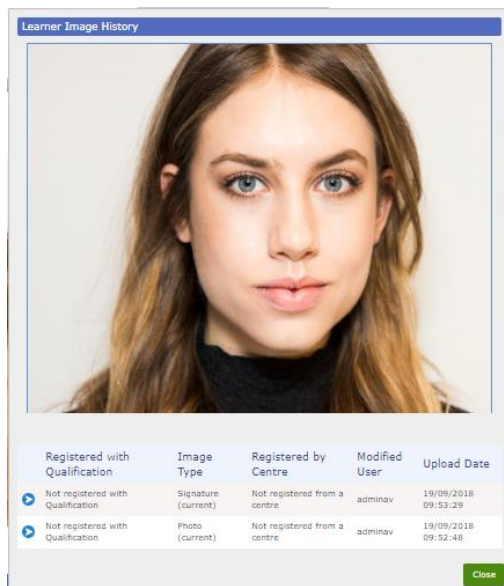 Learner Image History
Registered with Qualification Image Type Registered by Centre Modified User Upload Date
Not registered with Qualification Signature (current) Not registered from a centre adminav 19/09/2018 09:53:29
Not registered with Qualification Photo (current) Not registered from a centre adminav 19/09/2018 09:52:48
Close